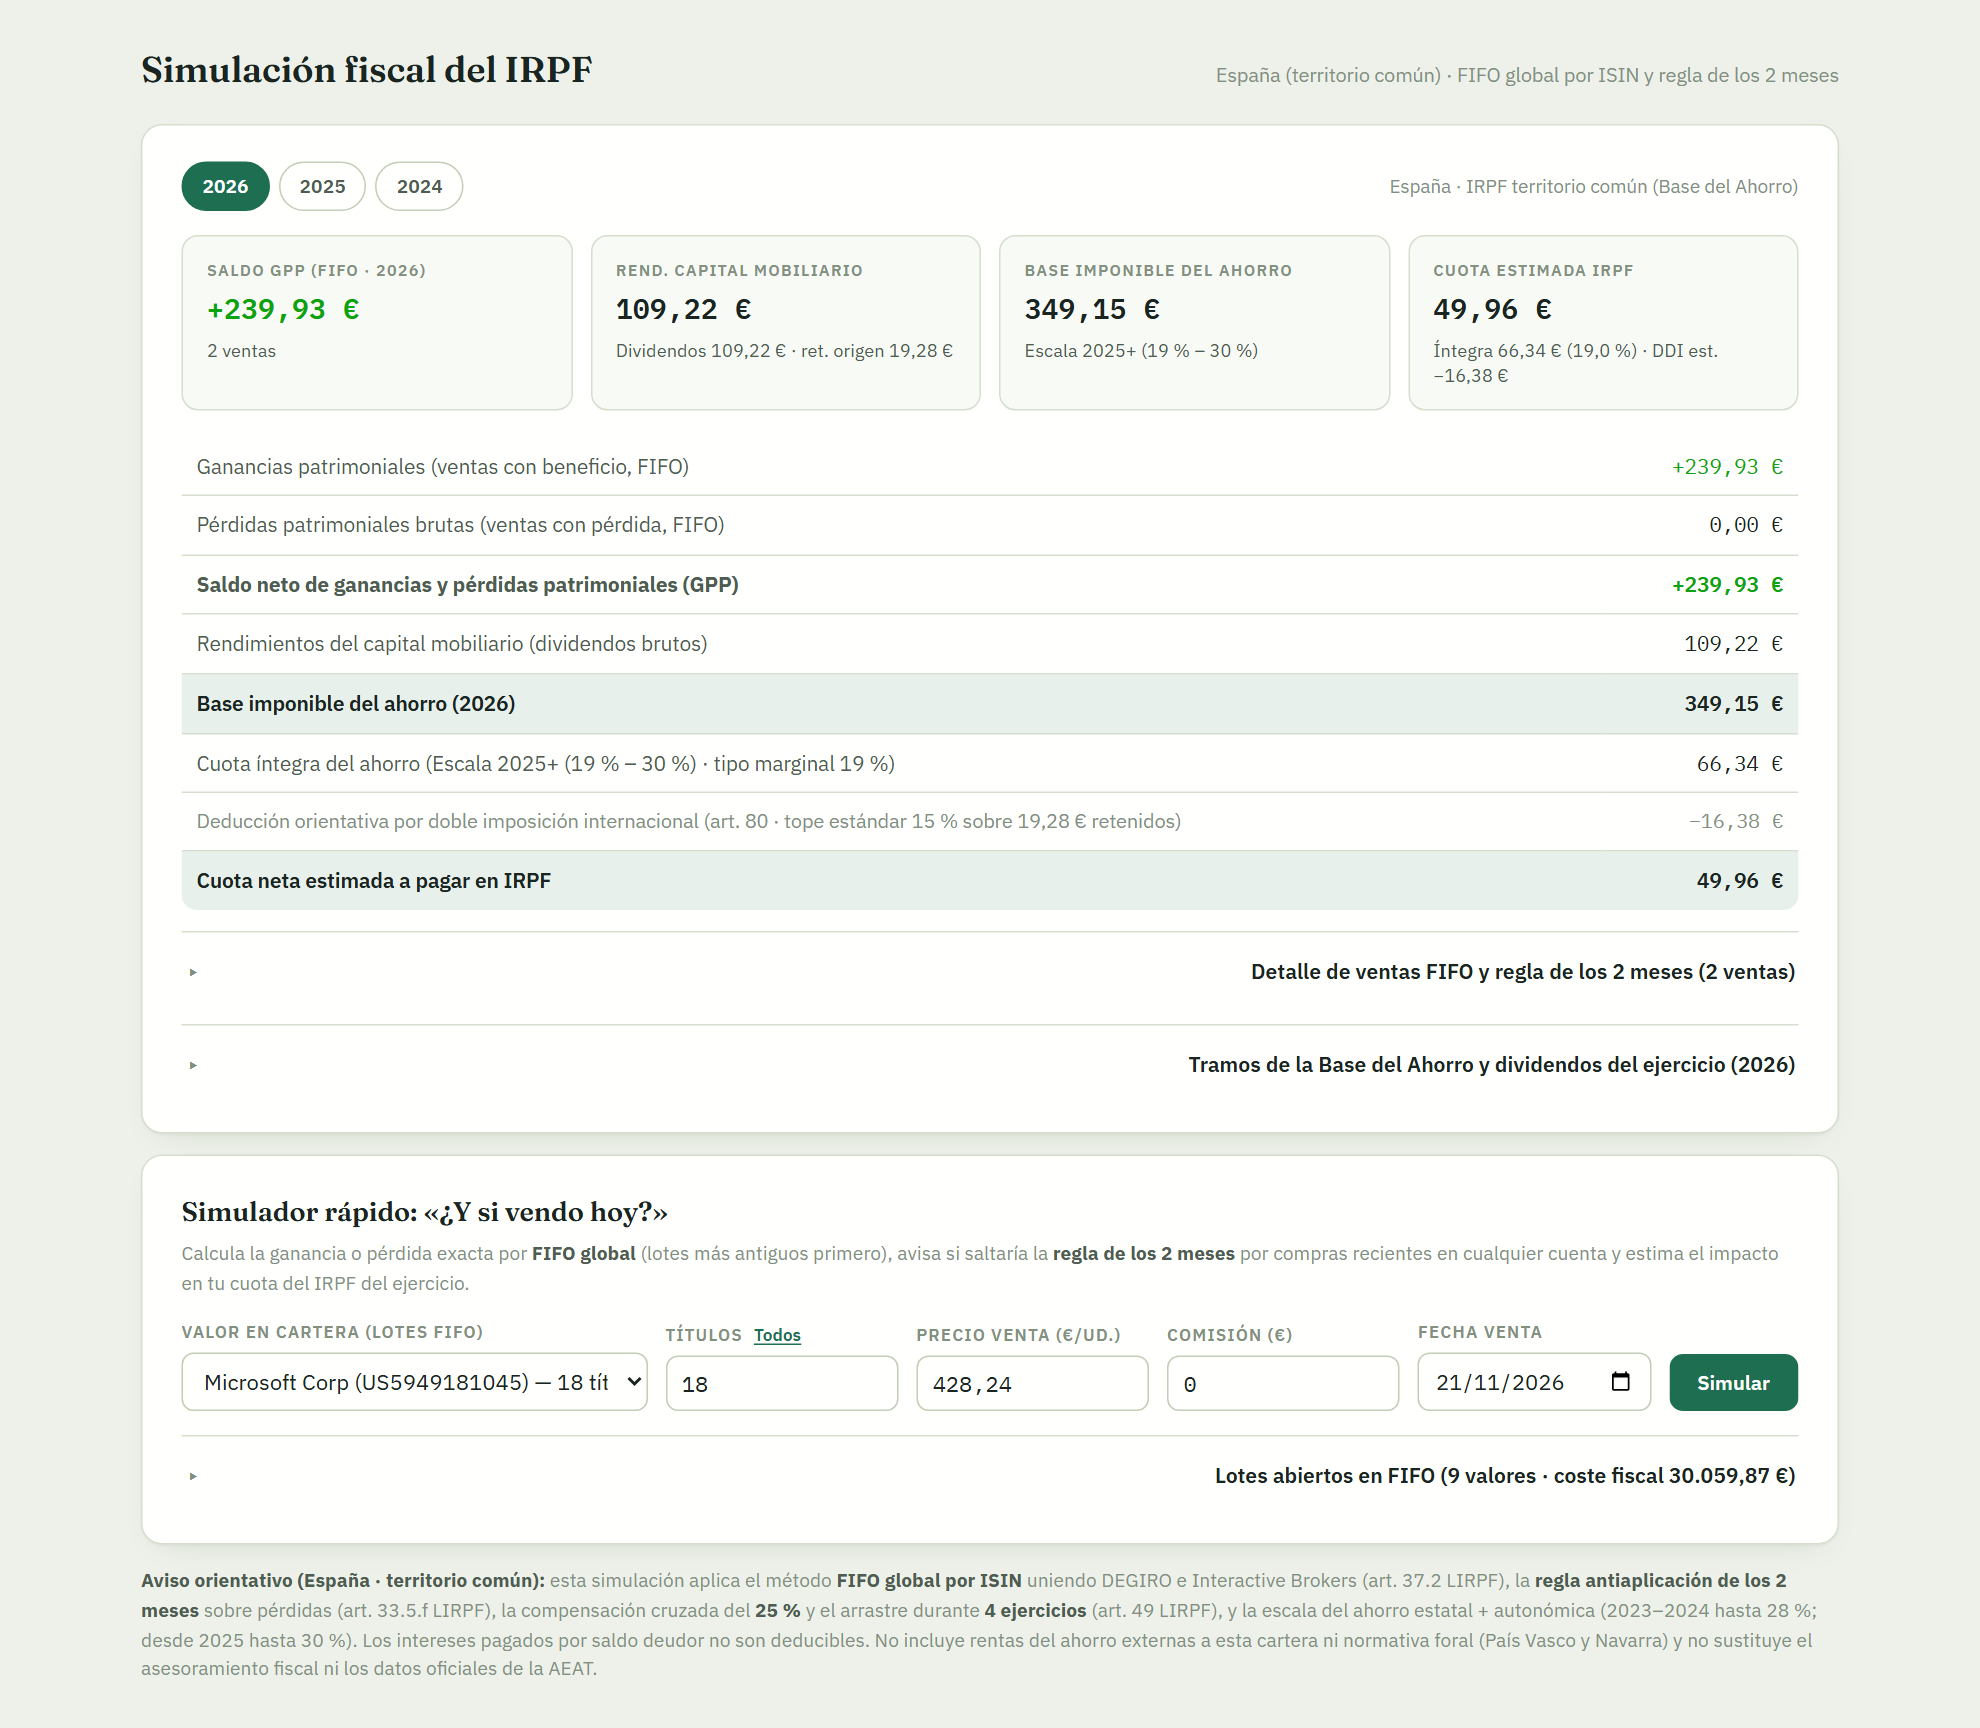 Simulación fiscal del IRPF
España (territorio común) · FIFO global por ISIN y regla de los 2 meses
2026
2025
2024
España · IRPF territorio común (Base del Ahorro)
SALDO GPP (FIFO · 2026)
+239,93 €
2 ventas
REND. CAPITAL MOBILIARIO
109,22 €
Dividendos 109,22 € · ret. origen 19,28 €
BASE IMPONIBLE DEL AHORRO
349,15 €
Escala 2025+ (19 % – 30 %)
CUOTA ESTIMADA IRPF
49,96 €
Íntegra 66,34 € (19,0 %) · DDI est.
−16,38 €
Ganancias patrimoniales (ventas con beneficio, FIFO)
+239,93 €
Pérdidas patrimoniales brutas (ventas con pérdida, FIFO)
0,00 €
Saldo neto de ganancias y pérdidas patrimoniales (GPP)
+239,93 €
Rendimientos del capital mobiliario (dividendos brutos)
109,22 €
Base imponible del ahorro (2026)
349,15 €
Cuota íntegra del ahorro (Escala 2025+ (19 % – 30 %) · tipo marginal 19 %)
66,34 €
Deducción orientativa por doble imposición internacional (art. 80 · tope estándar 15 % sobre 19,28 € retenidos)
−16,38 €
Cuota neta estimada a pagar en IRPF
49,96 €
Detalle de ventas FIFO y regla de los 2 meses (2 ventas)
Tramos de la Base del Ahorro y dividendos del ejercicio (2026)
Simulador rápido: «¿Y si vendo hoy?»
Calcula la ganancia o pérdida exacta por FIFO global (lotes más antiguos primero), avisa si saltaría la regla de los 2 meses por compras recientes en cualquier cuenta y estima el impacto
en tu cuota del IRPF del ejercicio.
VALOR EN CARTERA (LOTES FIFO)
Microsoft Corp (US5949181045) — 18 tít
TÍTULOS Todos
18
PRECIO VENTA (€/UD.)
428,24
COMISIÓN (€)
0
FECHA VENTA
21/11/2026
Simular
Lotes abiertos en FIFO (9 valores · coste fiscal 30.059,87 €)
Aviso orientativo (España · territorio común): esta simulación aplica el método FIFO global por ISIN uniendo DEGIRO e Interactive Brokers (art. 37.2 LIRPF), la regla antiaplicación de los 2
meses sobre pérdidas (art. 33.5.f LIRPF), la compensación cruzada del 25 % y el arrastre durante 4 ejercicios (art. 49 LIRPF), y la escala del ahorro estatal + autonómica (2023–2024 hasta 28 %;
desde 2025 hasta 30 %). Los intereses pagados por saldo deudor no son deducibles. No incluye rentas del ahorro externas a esta cartera ni normativa foral (País Vasco y Navarra) y no sustituye el
asesoramiento fiscal ni los datos oficiales de la AEAT.